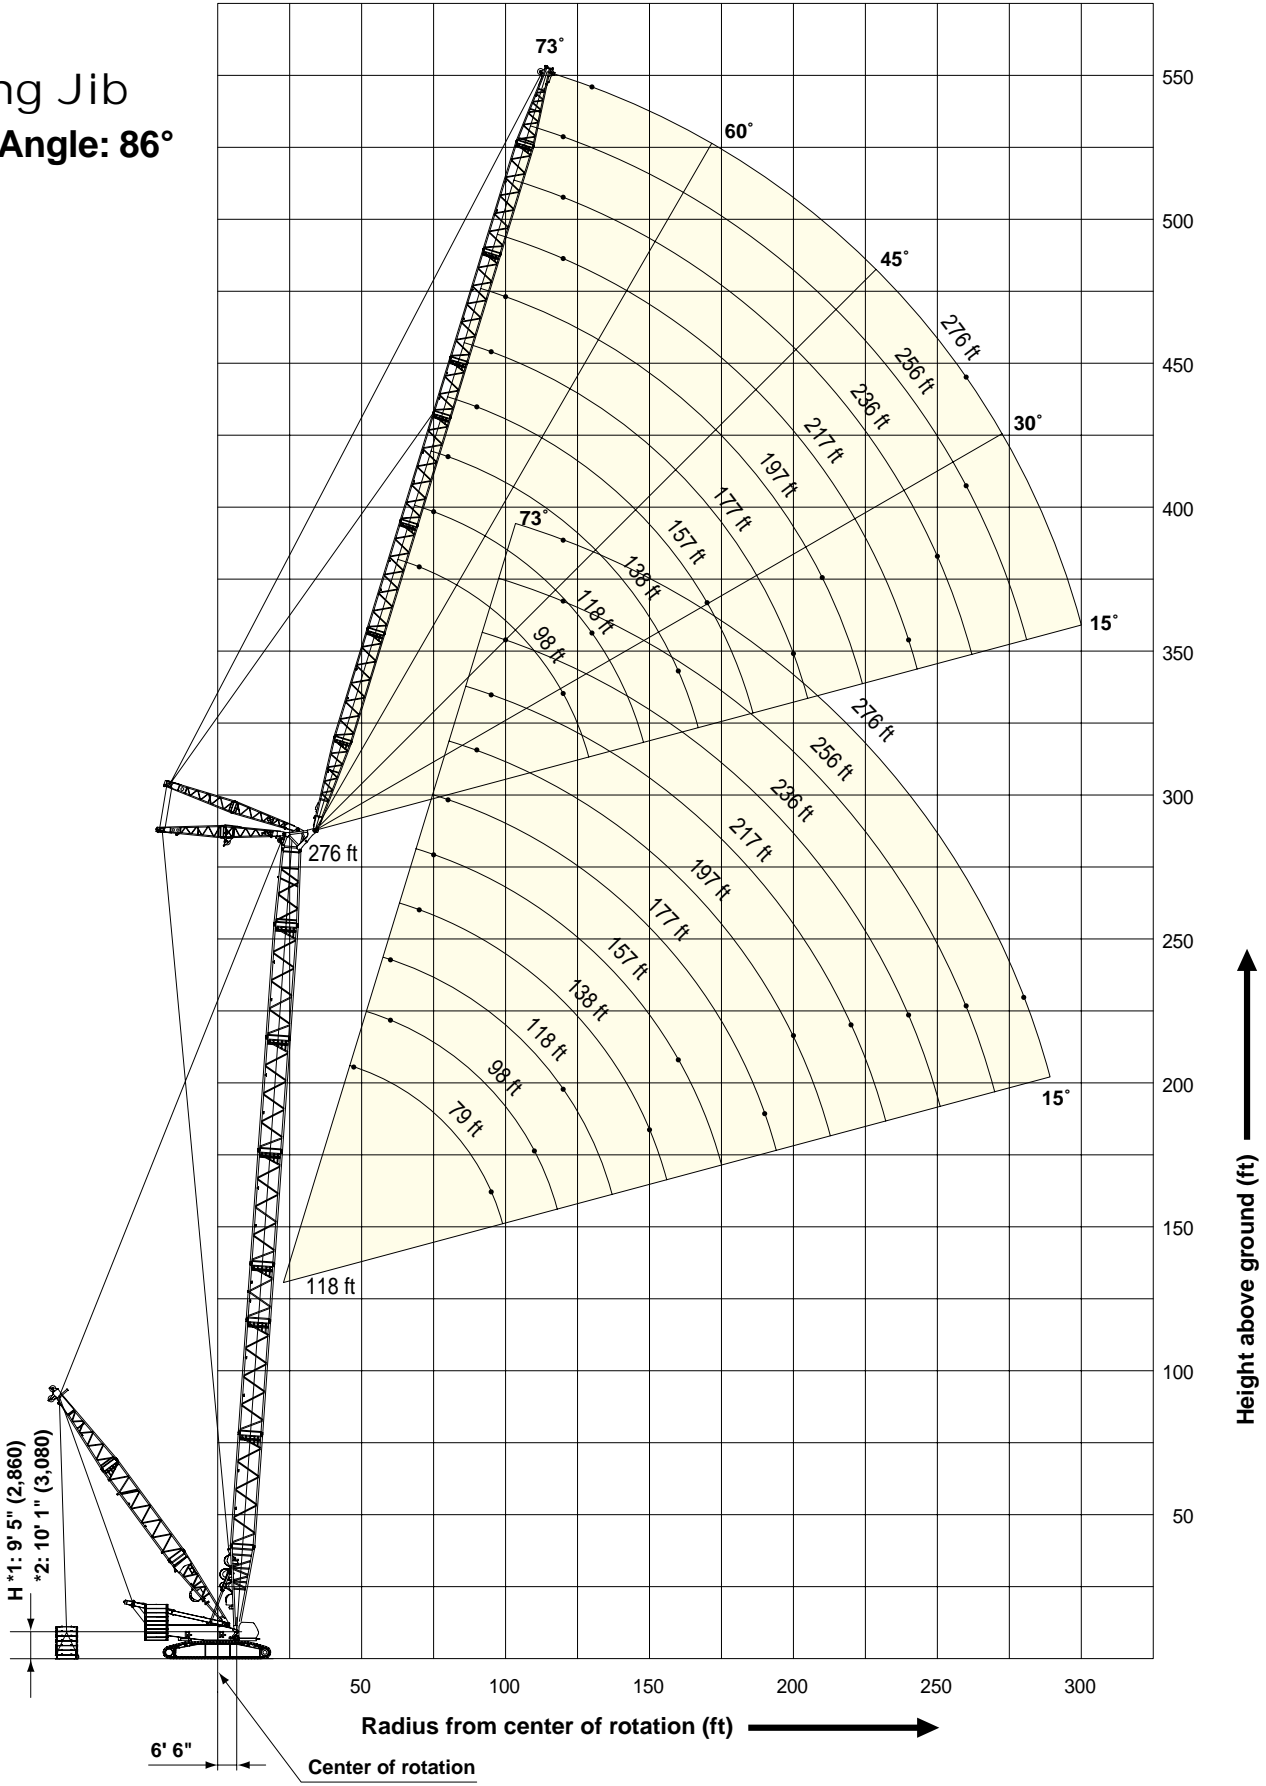 ng Jib
Angle: 86°
73°
60°
45°
30°
15°
276 ft
256 ft
236 ft
217 ft
197 ft
177 ft
157 ft
138 ft
118 ft
98 ft
276 ft
73°
276 ft
256 ft
236 ft
217 ft
197 ft
177 ft
157 ft
138 ft
118 ft
98 ft
79 ft
15°
118 ft
550
500
450
400
350
300
250
200
150
100
50
Height above ground (ft)
H *1: 9' 5" (2,860)
*2: 10' 1" (3,080)
50 100 150 200 250 300
Radius from center of rotation (ft)
6' 6"
Center of rotation